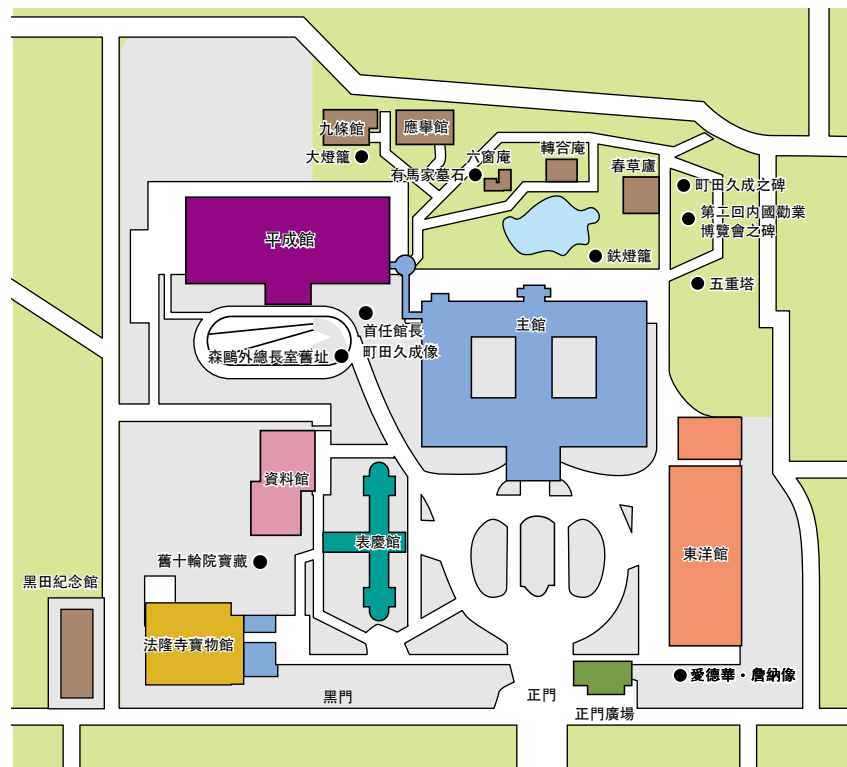 九條館
應舉館
大燈籠
六窗庵
轉合庵
有馬家墓石
春草廬
町田久成之碑
第二回内國勸業
博覽會之碑
平成館
鉄燈籠
五重塔
首任館長
町田久成像
主館
森鷗外總長室舊址
資料館
表慶館
東洋館
舊十輪院寶藏
黑田紀念館
法隆寺寶物館
愛德華·詹納像
黑門
正門
正門廣場